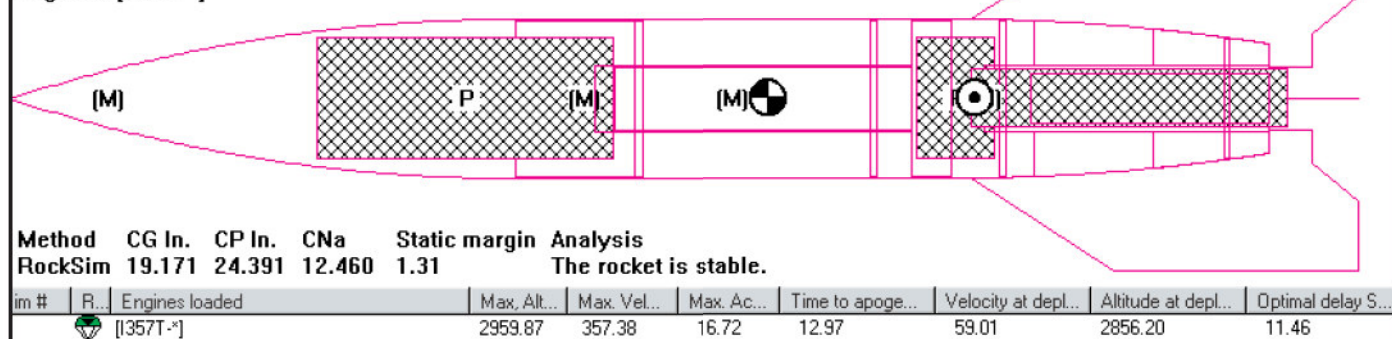 (M) P (M) (M)
Method CG In. CP In. CNa Static margin Analysis
RockSim 19.171 24.391 12.460 1.31 The rocket is stable.
im # R... Engines loaded Max. Alt... Max. Vel... Max. Ac... Time to apoge... Velocity at depl... Altitude at depl... Optimal delay S...
[I357T-*] 2959.87 357.38 16.72 12.97 59.01 2856.20 11.46